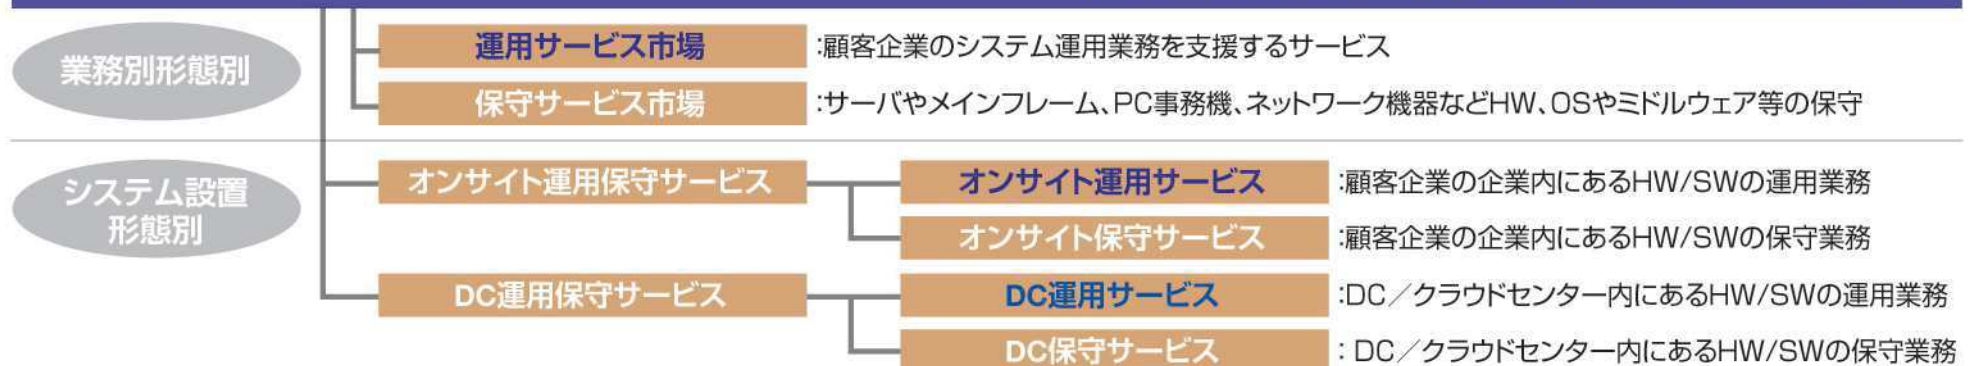 業務別形態別
運用サービス市場 :顧客企業のシステム運用業務を支援するサービス
保守サービス市場 :サーバやメインフレーム、PC事務機、ネットワーク機器などHW、OSやミドルウェア等の保守
システム設置
形態別
オンサイト運用保守サービス オンサイト運用サービス :顧客企業の企業内にあるHW/SWの運用業務
オンサイト保守サービス :顧客企業の企業内にあるHW/SWの保守業務
DC運用保守サービス DC運用サービス :DC/クラウドセンター内にあるHW/SWの運用業務
DC保守サービス : DC/クラウドセンター内にあるHW/SWの保守業務